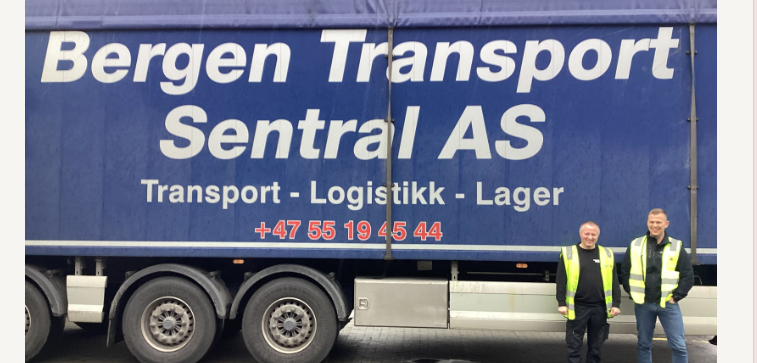 Bergen Transport
Sentral AS
Transport - Logistikk - Lager
+47 55 19 45 44